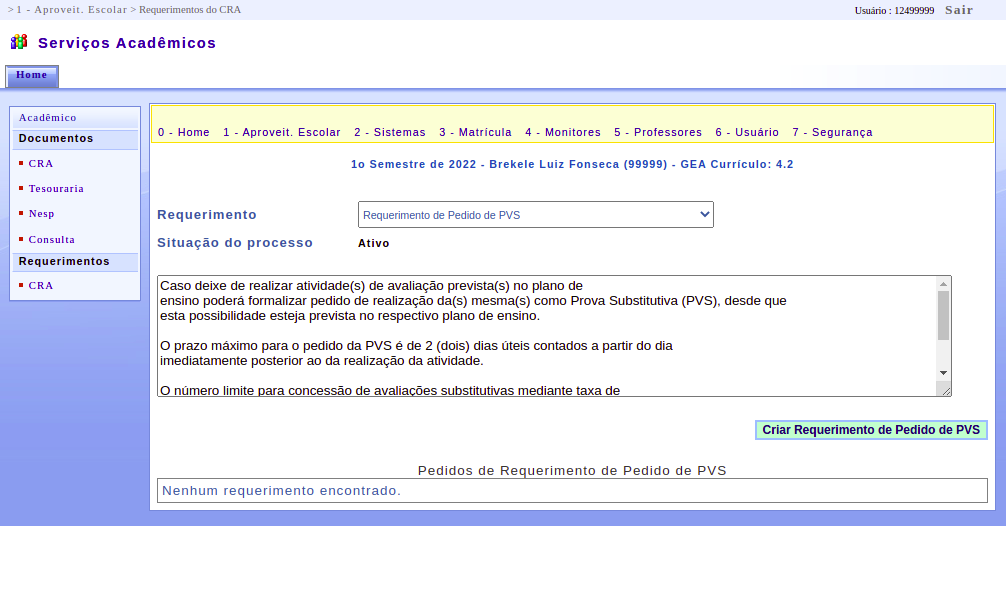 > 1 - Aproveit. Escolar > Requerimentos do CRA
Usuário : 12499999 Sair
Serviços Acadêmicos
Home
Acadêmico
Documentos
CRA
Tesouraria
Nesp
Consulta
Requerimentos
CRA
0 - Home 1 - Aproveit. Escolar 2 - Sistemas 3 - Matrícula 4 - Monitores 5 - Professores 6 - Usuário 7 - Segurança
1o Semestre de 2022 - Brekele Luiz Fonseca (99999) - GEA Currículo: 4.2
Requerimento Requerimento de Pedido de PVS
Situação do processo Ativo
Caso deixe de realizar atividade(s) de avaliação prevista(s) no plano de
ensino poderá formalizar pedido de realização da(s) mesma(s) como Prova Substitutiva (PVS), desde que
esta possibilidade esteja prevista no respectivo plano de ensino.
O prazo máximo para o pedido da PVS é de 2 (dois) dias úteis contados a partir do dia
imediatamente posterior ao da realização da atividade.
O número limite para concessão de avaliações substitutivas mediante taxa de
Criar Requerimento de Pedido de PVS
Pedidos de Requerimento de Pedido de PVS
Nenhum requerimento encontrado.